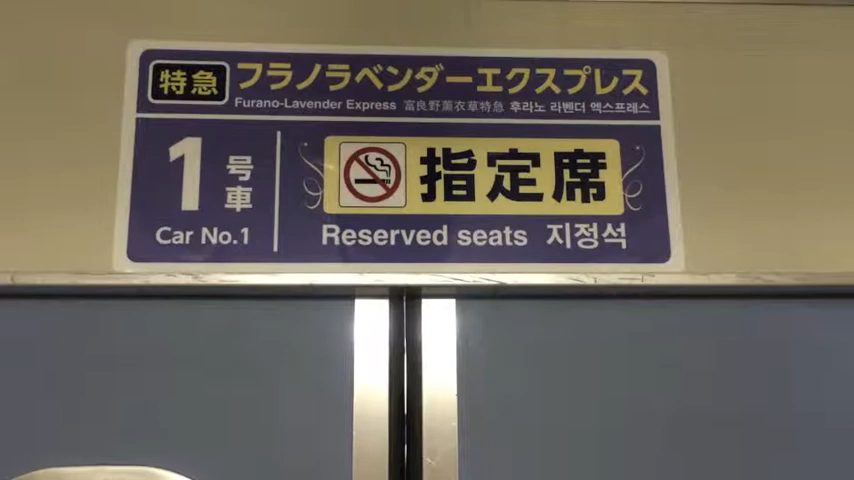 特急 フラノラベンダーエクスプレス
Furano-Lavender Express 富良野薰衣草特急 후라노 라벤더 엑스프레스
1号車 指定席
Car No.1 Reserved seats 지정석